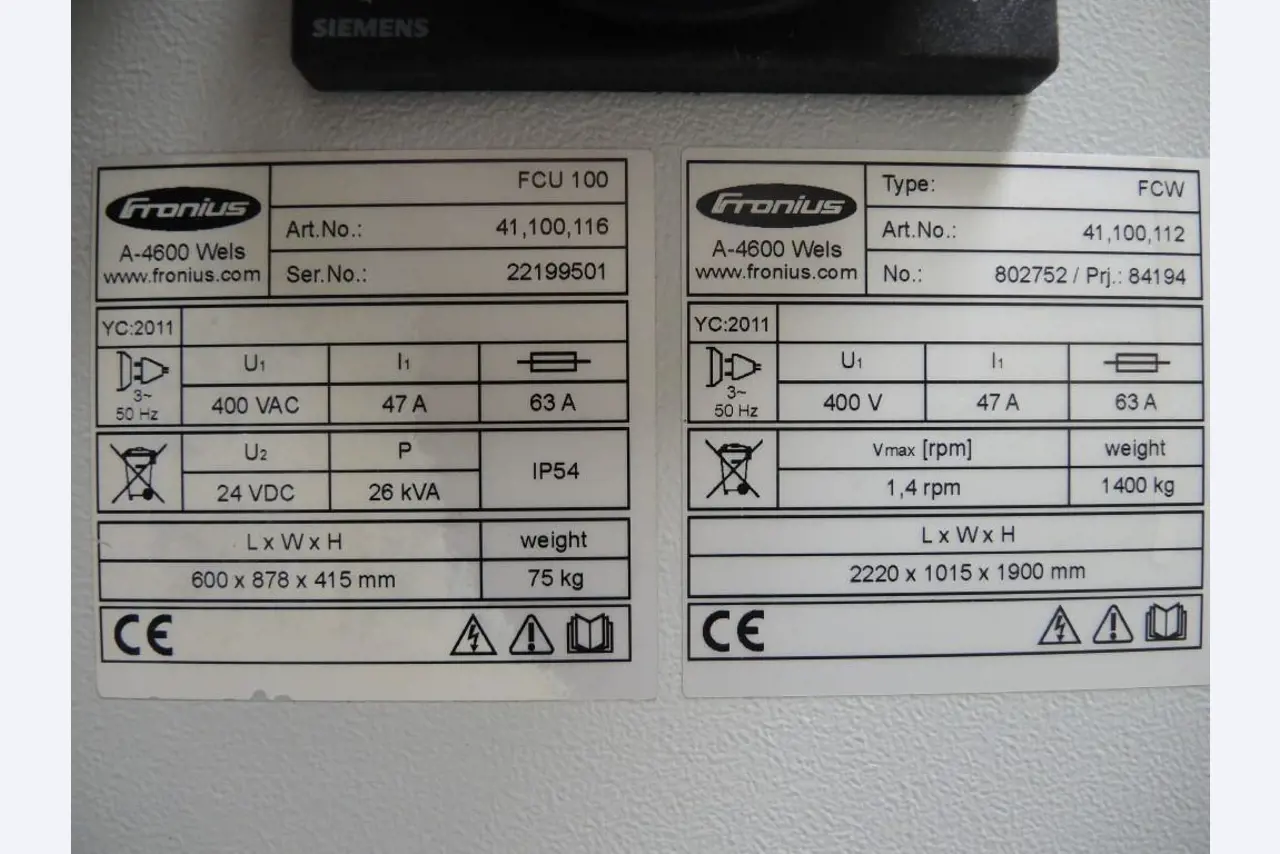 SIEMENS
Fronius
A-4600 Wels
www.fronius.com
FCU 100
Art.No.: 41,100,116
Ser.No.: 22199501
YC:2011
3~
50 Hz
U1 I1
400 VAC 47 A 63 A
U2 P IP54
24 VDC 26 kVA
L x W x H weight
600 x 878 x 415 mm 75 kg
CE
Fronius
A-4600 Wels
www.fronius.com
Type: FCW
Art.No.: 41,100,112
No.: 802752 / Prj.: 84194
YC:2011
3~
50 Hz
U1 I1
400 V 47 A 63 A
Vmax [rpm] weight
1,4 rpm 1400 kg
L x W x H
2220 x 1015 x 1900 mm
CE